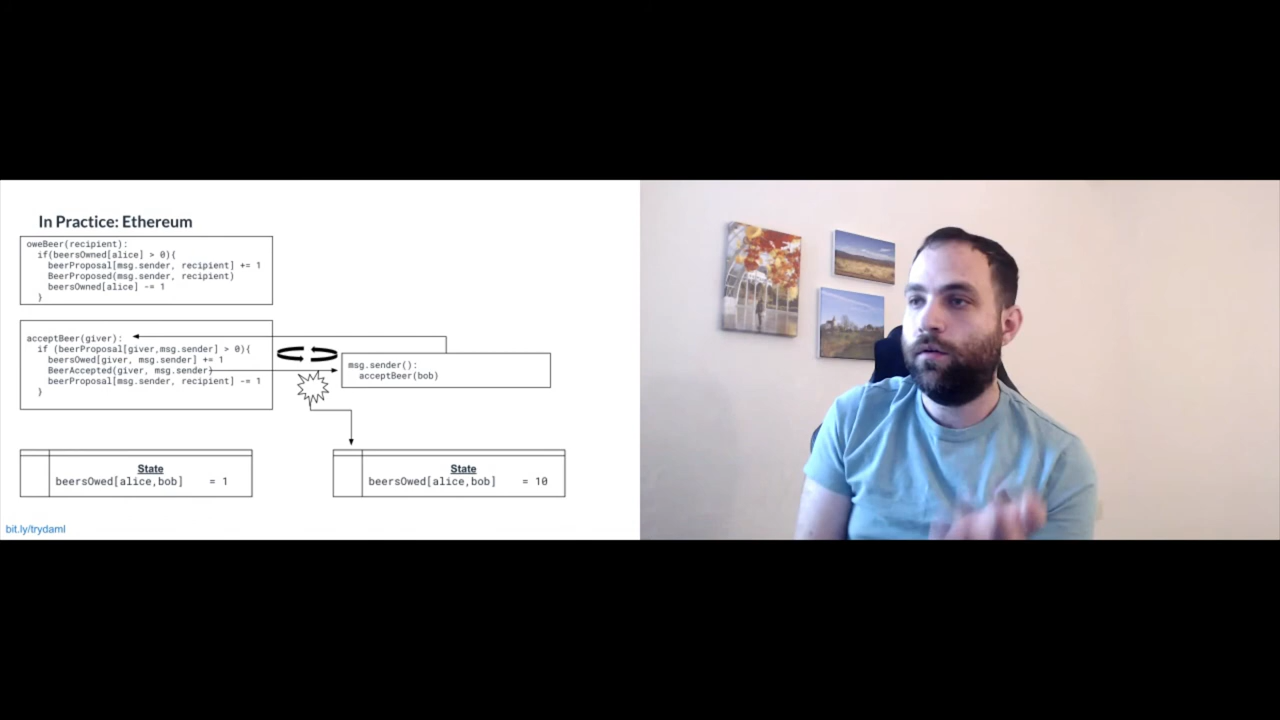 In Practice: Ethereum
oweBeer(recipient):
if(beersOwned[alice] > 0){
beerProposal[msg.sender, recipient] += 1
BeerProposed(msg.sender, recipient)
beersOwned[alice] -= 1
}
acceptBeer(giver):
if (beerProposal[giver,msg.sender] > 0){
beersOwed[giver, msg.sender] += 1
BeerAccepted(giver, msg.sender)
beerProposal[msg.sender, recipient] -= 1
}
msg.sender():
acceptBeer(bob)
State
beersOwed[alice,bob] = 1
State
beersOwed[alice,bob] = 10
bit.ly/trydaml